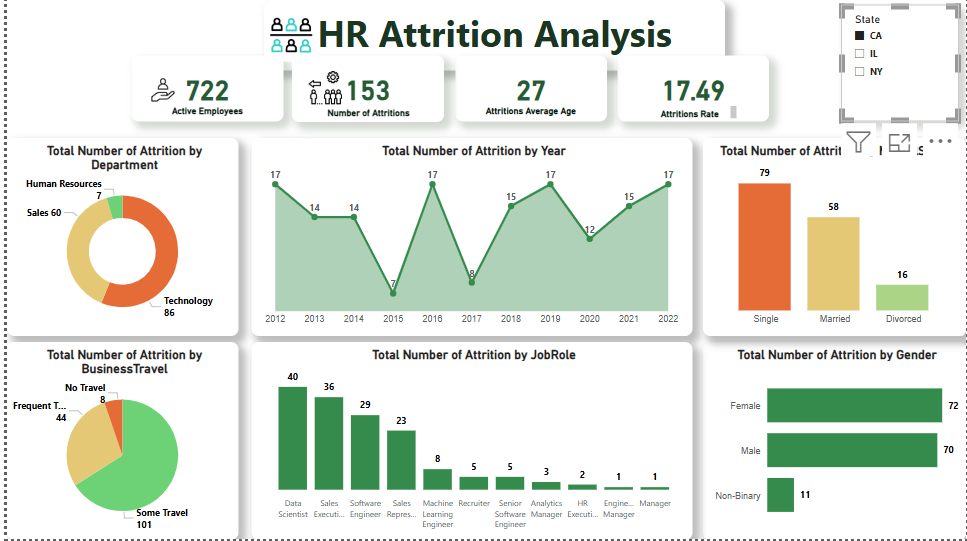 HR Attrition Analysis
State
CA
IL
NY
722
Active Employees
153
Number of Attritions
27
Attritions Average Age
17.49
Attritions Rate
Total Number of Attrition by
Department
Human Resources
7
Sales 60
Technology
86
Total Number of Attrition by Year
17
14
14
7
17
8
15
17
12
15
17
2012
2013
2014
2015
2016
2017
2018
2019
2020
2021
2022
Total Number of Attrit
79
58
16
Single
Married
Divorced
Total Number of Attrition by
BusinessTravel
No Travel
8
Frequent T...
44
Some Travel
101
Total Number of Attrition by JobRole
40
36
29
23
8
5
5
3
2
1
1
Data
Scientist
Sales
Executi...
Software
Engineer
Sales
Repres...
Machine
Learning
Engineer
Recruiter
Senior
Software
Engineer
Analytics
Manager
HR
Executi...
Engine...
Manager
Manager
Total Number of Attrition by Gender
Female
72
Male
70
Non-Binary
11